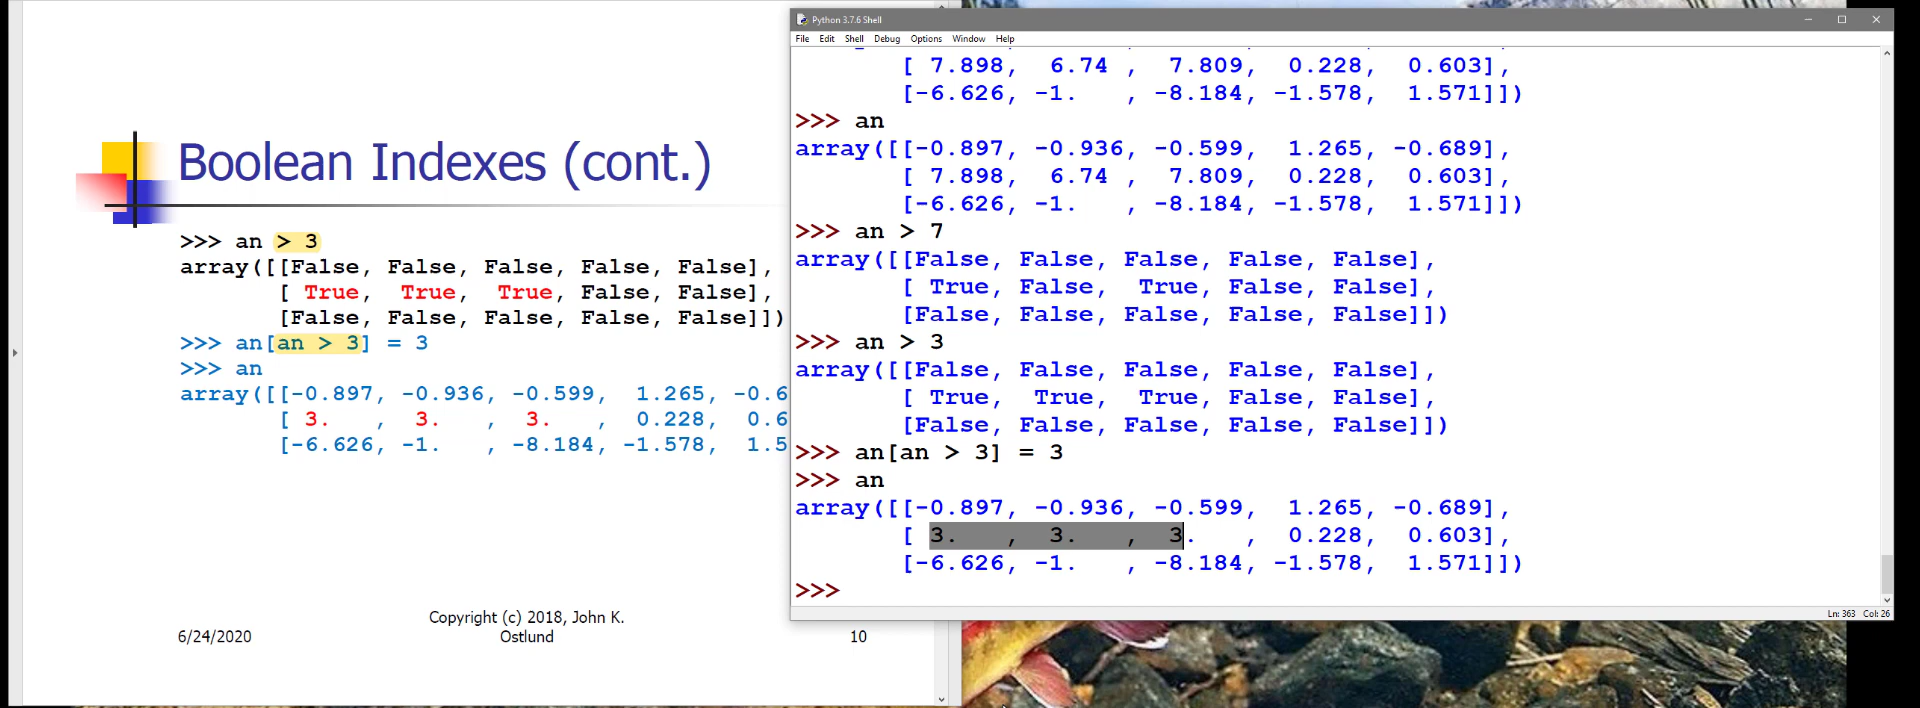 Boolean Indexes (cont.)
>>> an > 3
array([[False, False, False, False, False],
[ True, True, True, False, False],
[False, False, False, False, False]])
>>> an[an > 3] = 3
>>> an
array([[-0.897, -0.936, -0.599, 1.265, -0.6
[ 3. , 3. , 3. , 0.228, 0.6
[-6.626, -1. , -8.184, -1.578, 1.5
Copyright (c) 2018, John K.
Ostlund
6/24/2020
10
Python 3.7.6 Shell
File Edit Shell Debug Options Window Help
[ 7.898, 6.74 , 7.809, 0.228, 0.603],
[-6.626, -1. , -8.184, -1.578, 1.571]])
>>> an
array([[-0.897, -0.936, -0.599, 1.265, -0.689],
[ 7.898, 6.74 , 7.809, 0.228, 0.603],
[-6.626, -1. , -8.184, -1.578, 1.571]])
>>> an > 7
array([[False, False, False, False, False],
[ True, False, True, False, False],
[False, False, False, False, False]])
>>> an > 3
array([[False, False, False, False, False],
[ True, True, True, False, False],
[False, False, False, False, False]])
>>> an[an > 3] = 3
>>> an
array([[-0.897, -0.936, -0.599, 1.265, -0.689],
[ 3. , 3. , 3. , 0.228, 0.603],
[-6.626, -1. , -8.184, -1.578, 1.571]])
>>>
Ln: 363 Col: 26